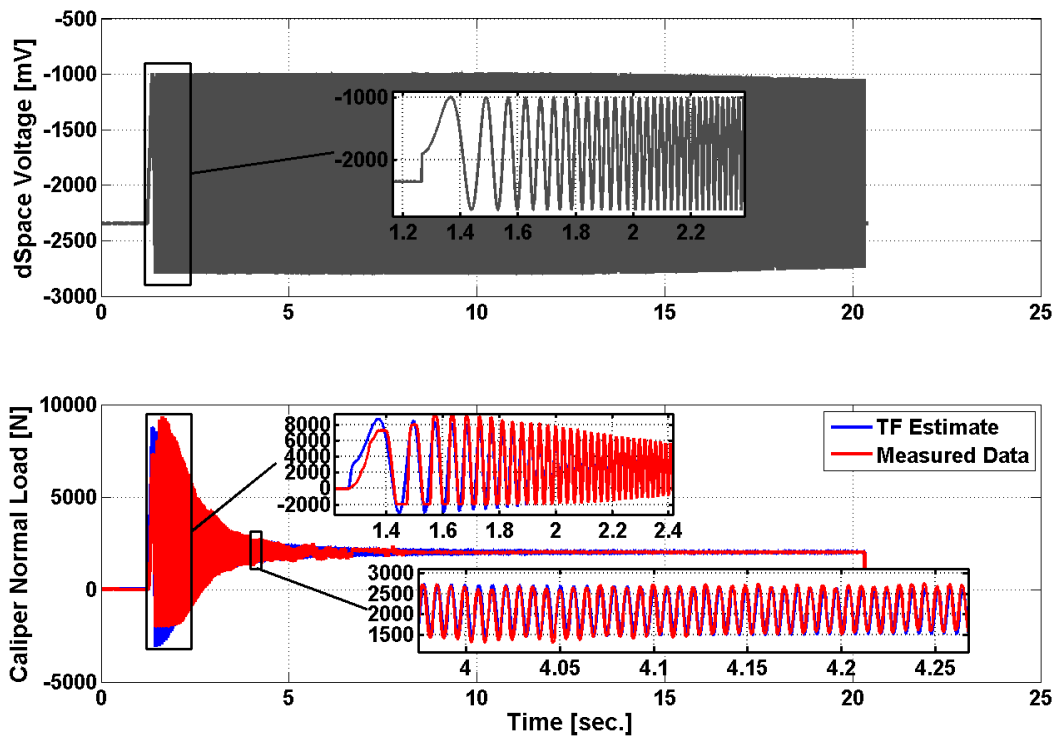 dSpace Voltage [mV]
-500
-1000
-1500
-2000
-2500
-3000
0 5 10 15 20 25
-1000
-2000
1.2 1.4 1.6 1.8 2 2.2
Caliper Normal Load [N]
10000
5000
0
-5000
0 5 10 15 20 25
Time [sec.]
8000
6000
4000
2000
0
-2000
1.4 1.6 1.8 2 2.2 2.4
TF Estimate
Measured Data
3000
2500
2000
1500
4 4.05 4.1 4.15 4.2 4.25